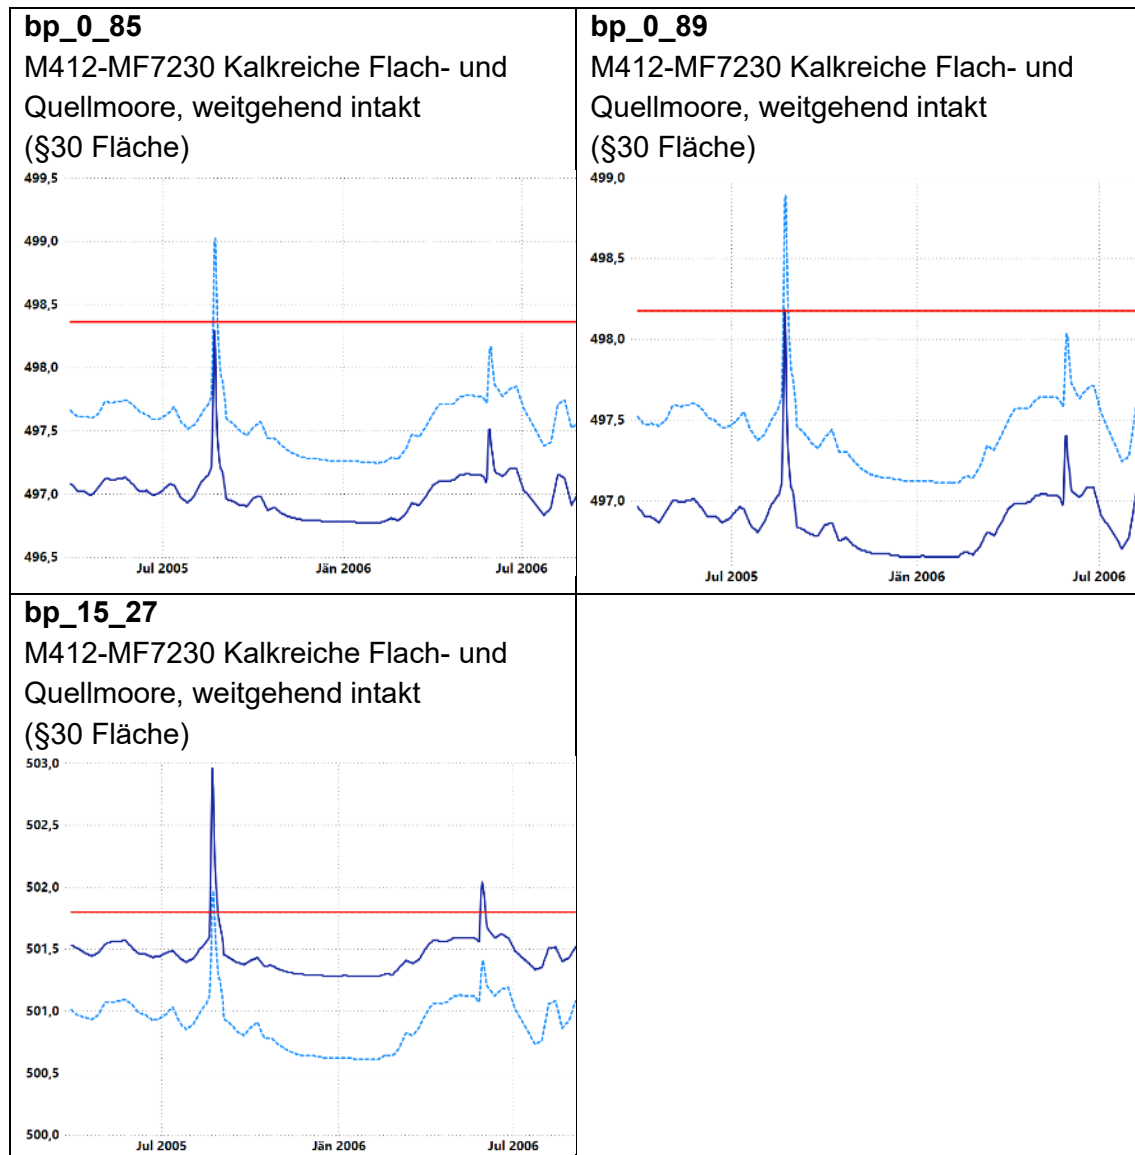 bp_0_85
M412-MF7230 Kalkreiche Flach- und
Quellmoore, weitgehend intakt
(§30 Fläche)
499,5
499,0
498,5
498,0
497,5
497,0
496,5
Jul 2005
Jän 2006
Jul 2006
bp_0_89
M412-MF7230 Kalkreiche Flach- und
Quellmoore, weitgehend intakt
(§30 Fläche)
499,0
498,5
498,0
497,5
497,0
Jul 2005
Jän 2006
Jul 2006
bp_15_27
M412-MF7230 Kalkreiche Flach- und
Quellmoore, weitgehend intakt
(§30 Fläche)
503,0
502,5
502,0
501,5
501,0
500,5
500,0
Jul 2005
Jän 2006
Jul 2006